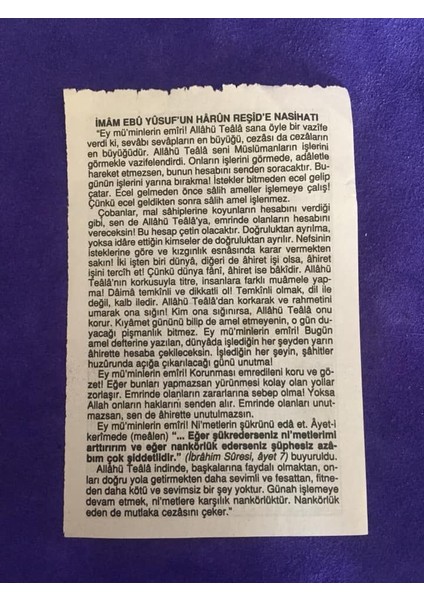 İMÂM EBÛ YÛSUF'UN HÂRÛN REŞÎD'E NASİHATI
"Ey mü'minlerin emîri! Allâhü Teâlâ sana öyle bir vazîfe
verdi ki, sevâbı sevâpların en büyüğü, cezâsı da cezâların
en büyüğüdür. Allâhü Teâlâ seni Müslümanların işlerini
görmekle vazifelendirdi. Onların işlerini görmede, adâletle
hareket etmezsen, bunun hesabını senden soracaktır. Bu-
günün işlerini yarına bırakma! İstekler bitmeden ecel gelip
çatar. Ecel gelmeden önce sâlih ameller işlemeye çalış!
Çünkü ecel geldikten sonra sâlih amel işlenmez.
Çobanlar, mal sâhiplerine koyunların hesabını verdiği
gibi, sen de Allâhü Teâlâ'ya, emrinde olanların hesabını
vereceksin! Bu hesap çetin olacaktır. Doğruluktan ayrılma,
yoksa idâre ettiğin kimseler de doğruluktan ayrılır. Nefsinin
isteklerine göre ve kızgınlık esnâsında karar vermekten
sakın! İki işten biri dünyâ, diğeri de âhiret işi olsa, âhiret
işini tercîh et! Çünkü dünya fânî, âhiret ise bâkîdir. Allâhü
Teâlâ'nın korkusuyla titre, insanlara farklı muâmele yap-
ma! Dâimâ temkinli ve dikkatli ol! Temkinli olmak, dil ile
değil, kalb iledir. Allâhü Teâlâ'dan korkarak ve rahmetini
umarak ona sığın! Kim ona sığınırsa, Allâhü Teâlâ onu
korur. Kıyâmet gününü bilip de amel etmeyenin, o gün du-
yacağı pişmanlık bitmez. Ey mü'minlerin emîri! Bugün
amel defterine yazılan, dünyâda işlediğin her şeyden yarın
âhirette hesaba çekileceksin. İşlediğin her şeyin, şâhitler
huzûrunda açığa çıkarılacağı günü unutma!
Ey mü'minlerin emîri! Korunması emredileni koru ve gö-
zet! Eğer bunları yapmazsan yürünmesi kolay olan yollar
zorlaşır. Emrinde olanların zararlarına sebep olma! Yoksa
Allah onların haklarını senden alır. Emrinde olanları unut-
mazsan, sen de âhirette unutulmazsın.
Ey mü'minlerin emîri! Ni'metlerin şükrünü edâ et. Âyet-i
kerimede (meâlen) "... Eğer şükrederseniz ni'metlerimi
arttırırım ve eğer nankörlük ederseniz şüphesiz azâ-
bım çok şiddetlidir." (İbrâhim Sûresi, âyet 7) buyuruldu.
Allâhü Teâlâ indinde, başkalarına faydalı olmaktan, on-
ları doğru yola getirmekten daha sevimli ve fesattan, fitne-
den daha kötü ve sevimsiz bir şey yoktur. Günah işlemeye
devam etmek, ni'metlere karşılık nankörlüktür. Nankörlük
eden de mutlaka cezâsını çeker."